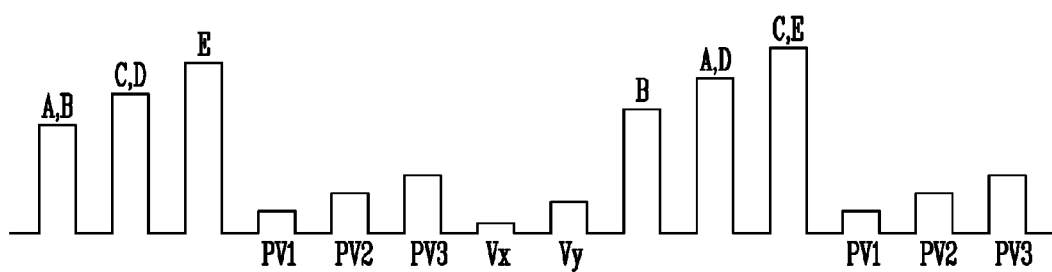 E
C,D
A,B
C,E
A,D
B
PV1 PV2 PV3 Vx Vy PV1 PV2 PV3